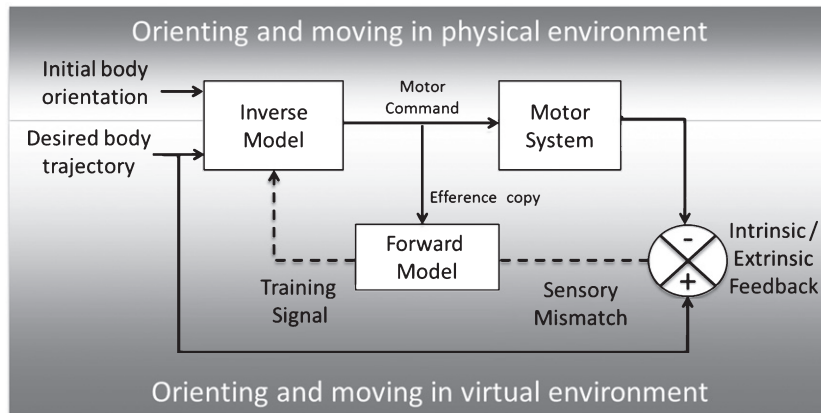 Orienting and moving in physical environment
Initial body
orientation
Inverse
Model
Motor
Command
Motor
System
Desired body
trajectory
Efference copy
Forward
Model
Training
Signal
Sensory
Mismatch
-
+
Intrinsic /
Extrinsic
Feedback
Orienting and moving in virtual environment